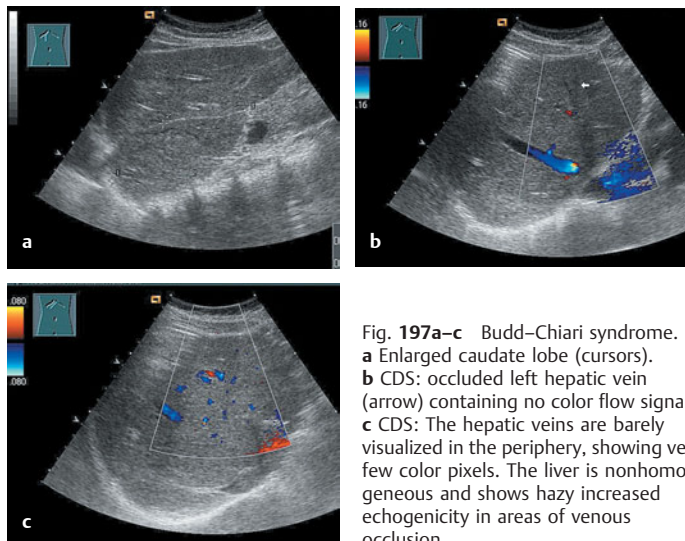 a
.16
.16
b
.080
.080
c
Fig. 197a–c Budd–Chiari syndrome.
a Enlarged caudate lobe (cursors).
b CDS: occluded left hepatic vein
(arrow) containing no color flow signa
c CDS: The hepatic veins are barely
visualized in the periphery, showing ve
few color pixels. The liver is nonhomo
geneous and shows hazy increased
echogenicity in areas of venous
occlusion